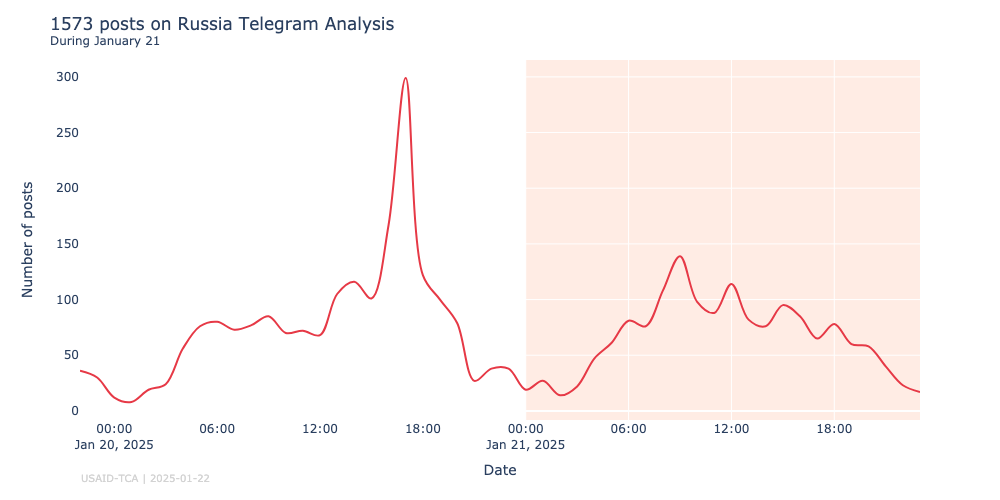 1573 posts on Russia Telegram Analysis
During January 21
300
250
200
150
100
50
0
Number of posts
00:00 06:00 12:00 18:00 00:00 06:00 12:00 18:00
Jan 20, 2025 Jan 21, 2025
Date
USAID-TCA | 2025-01-22